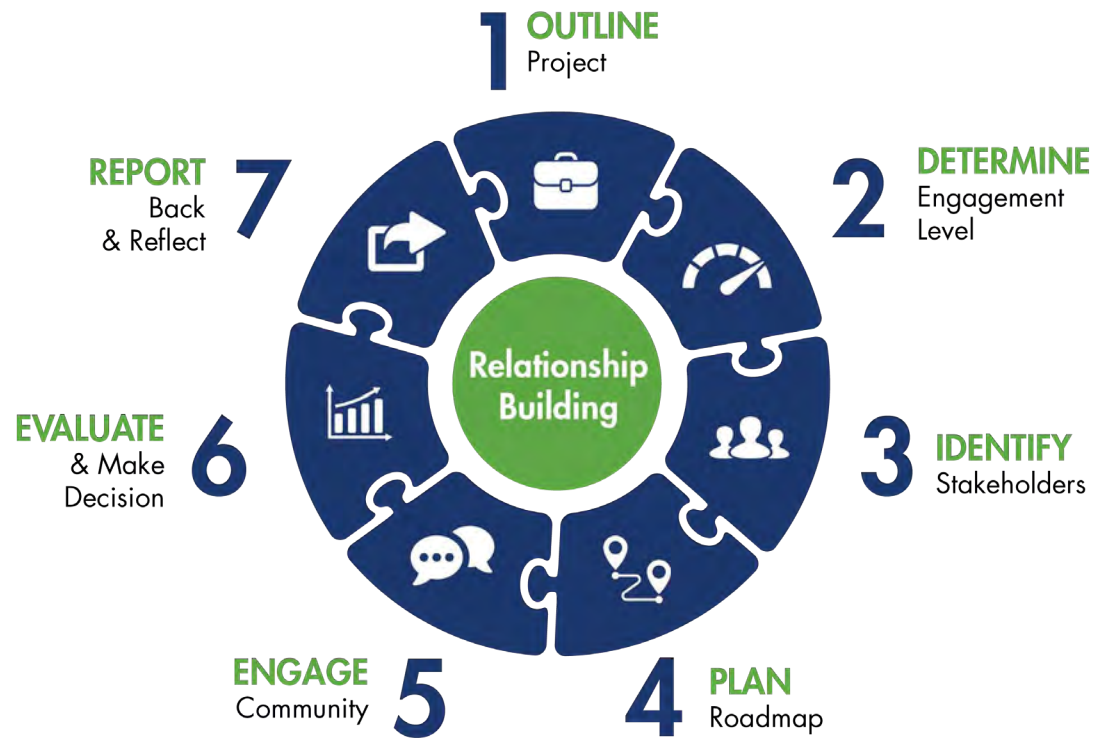 1
OUTLINE
Project
2
DETERMINE
Engagement
Level
3
IDENTIFY
Stakeholders
4
PLAN
Roadmap
5
ENGAGE
Community
6
EVALUATE
& Make
Decision
7
REPORT
Back
& Reflect
Relationship
Building